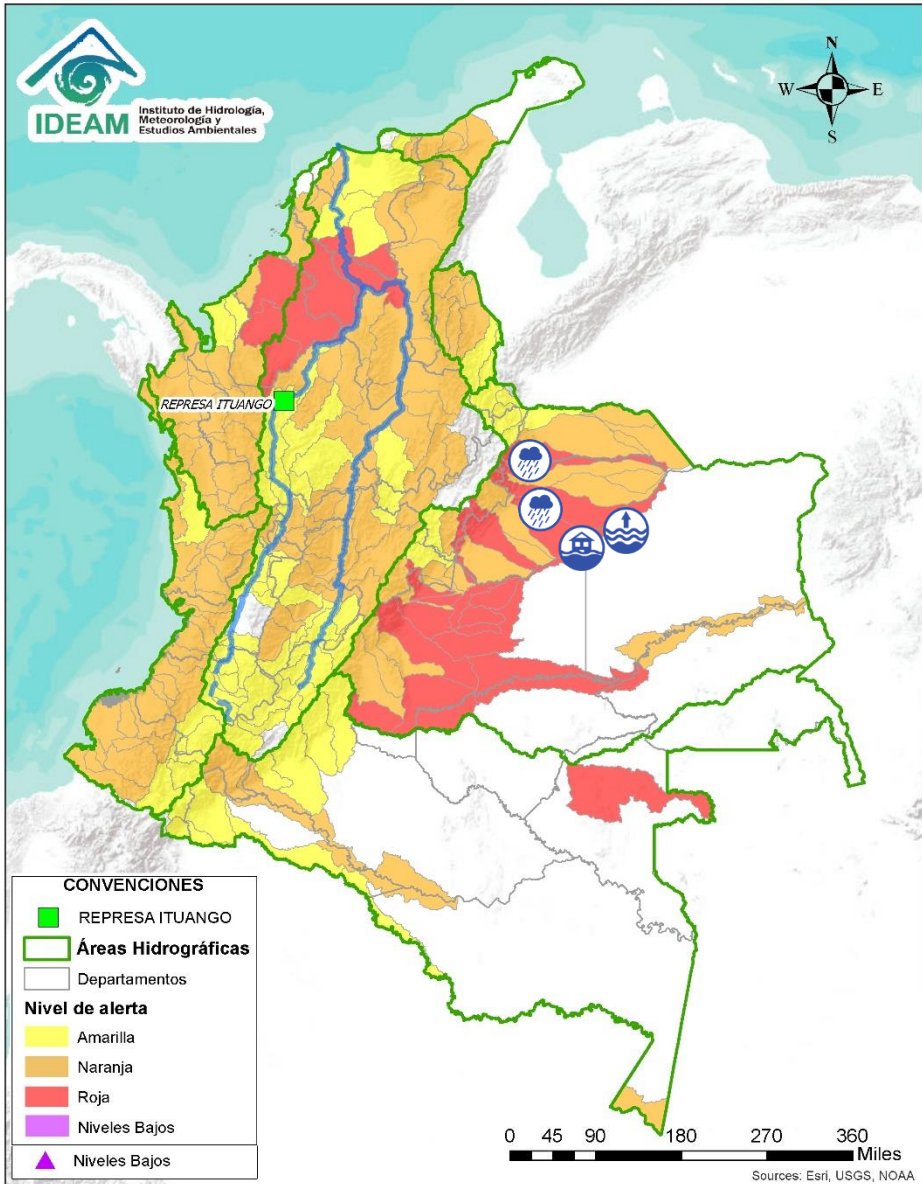 IDEAM
Instituto de Hidrología,
Meteorología y
Estudios Ambientales
N
W
E
S
REPRESA ITUANGO
CONVENCIONES
REPRESA ITUANGO
Áreas Hidrográficas
Departamentos
Nivel de alerta
Amarilla
Naranja
Roja
Niveles Bajos
Niveles Bajos
0 45 90 180 270 360
Miles
Sources: Esri, USGS, NOAA